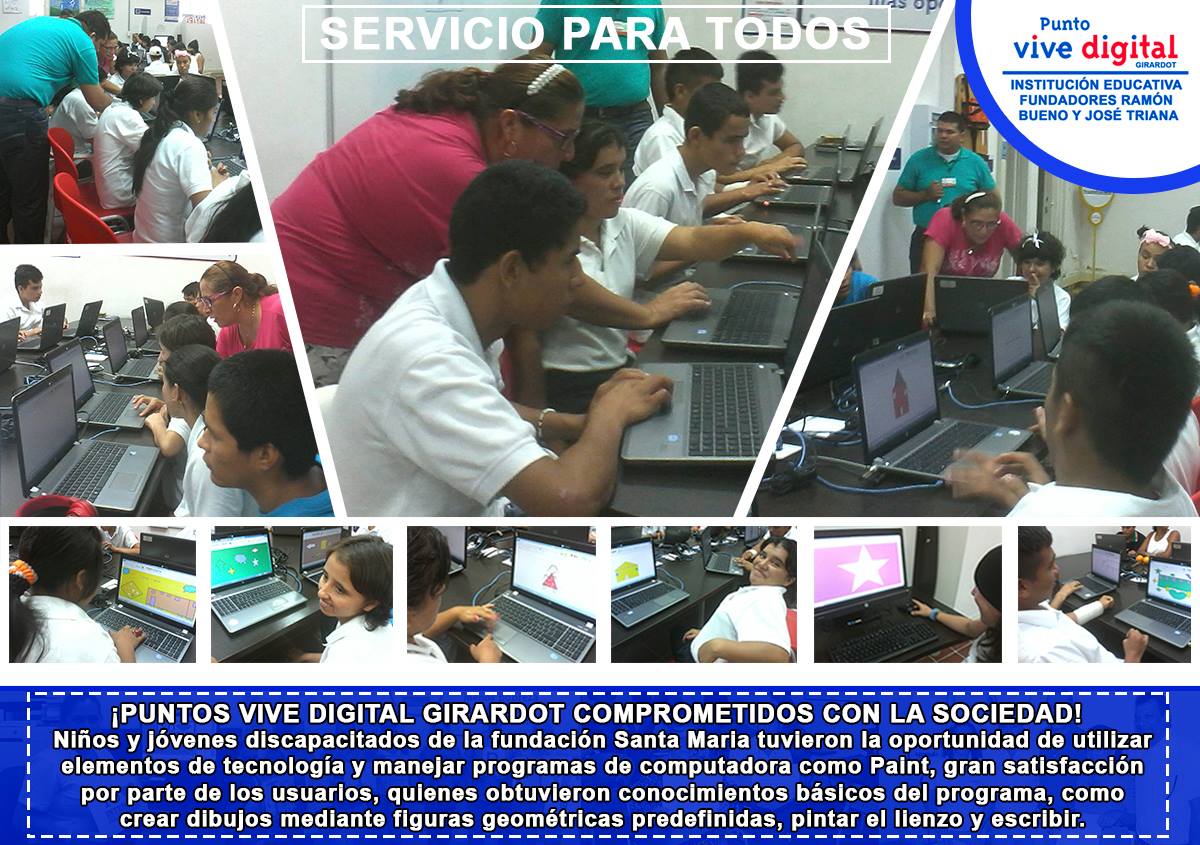 SERVICIO PARA TODOS
Punto
vive digital
GIRARDOT
INSTITUCIÓN EDUCATIVA
FUNDADORES RAMÓN
BUENO Y JOSÉ TRIANA
¡PUNTOS VIVE DIGITAL GIRARDOT COMPROMETIDOS CON LA SOCIEDAD!
Niños y jóvenes discapacitados de la fundación Santa Maria tuvieron la oportunidad de utilizar
elementos de tecnología y manejar programas de computadora como Paint, gran satisfacción
por parte de los usuarios, quienes obtuvieron conocimientos básicos del programa, como
crear dibujos mediante figuras geométricas predefinidas, pintar el lienzo y escribir.